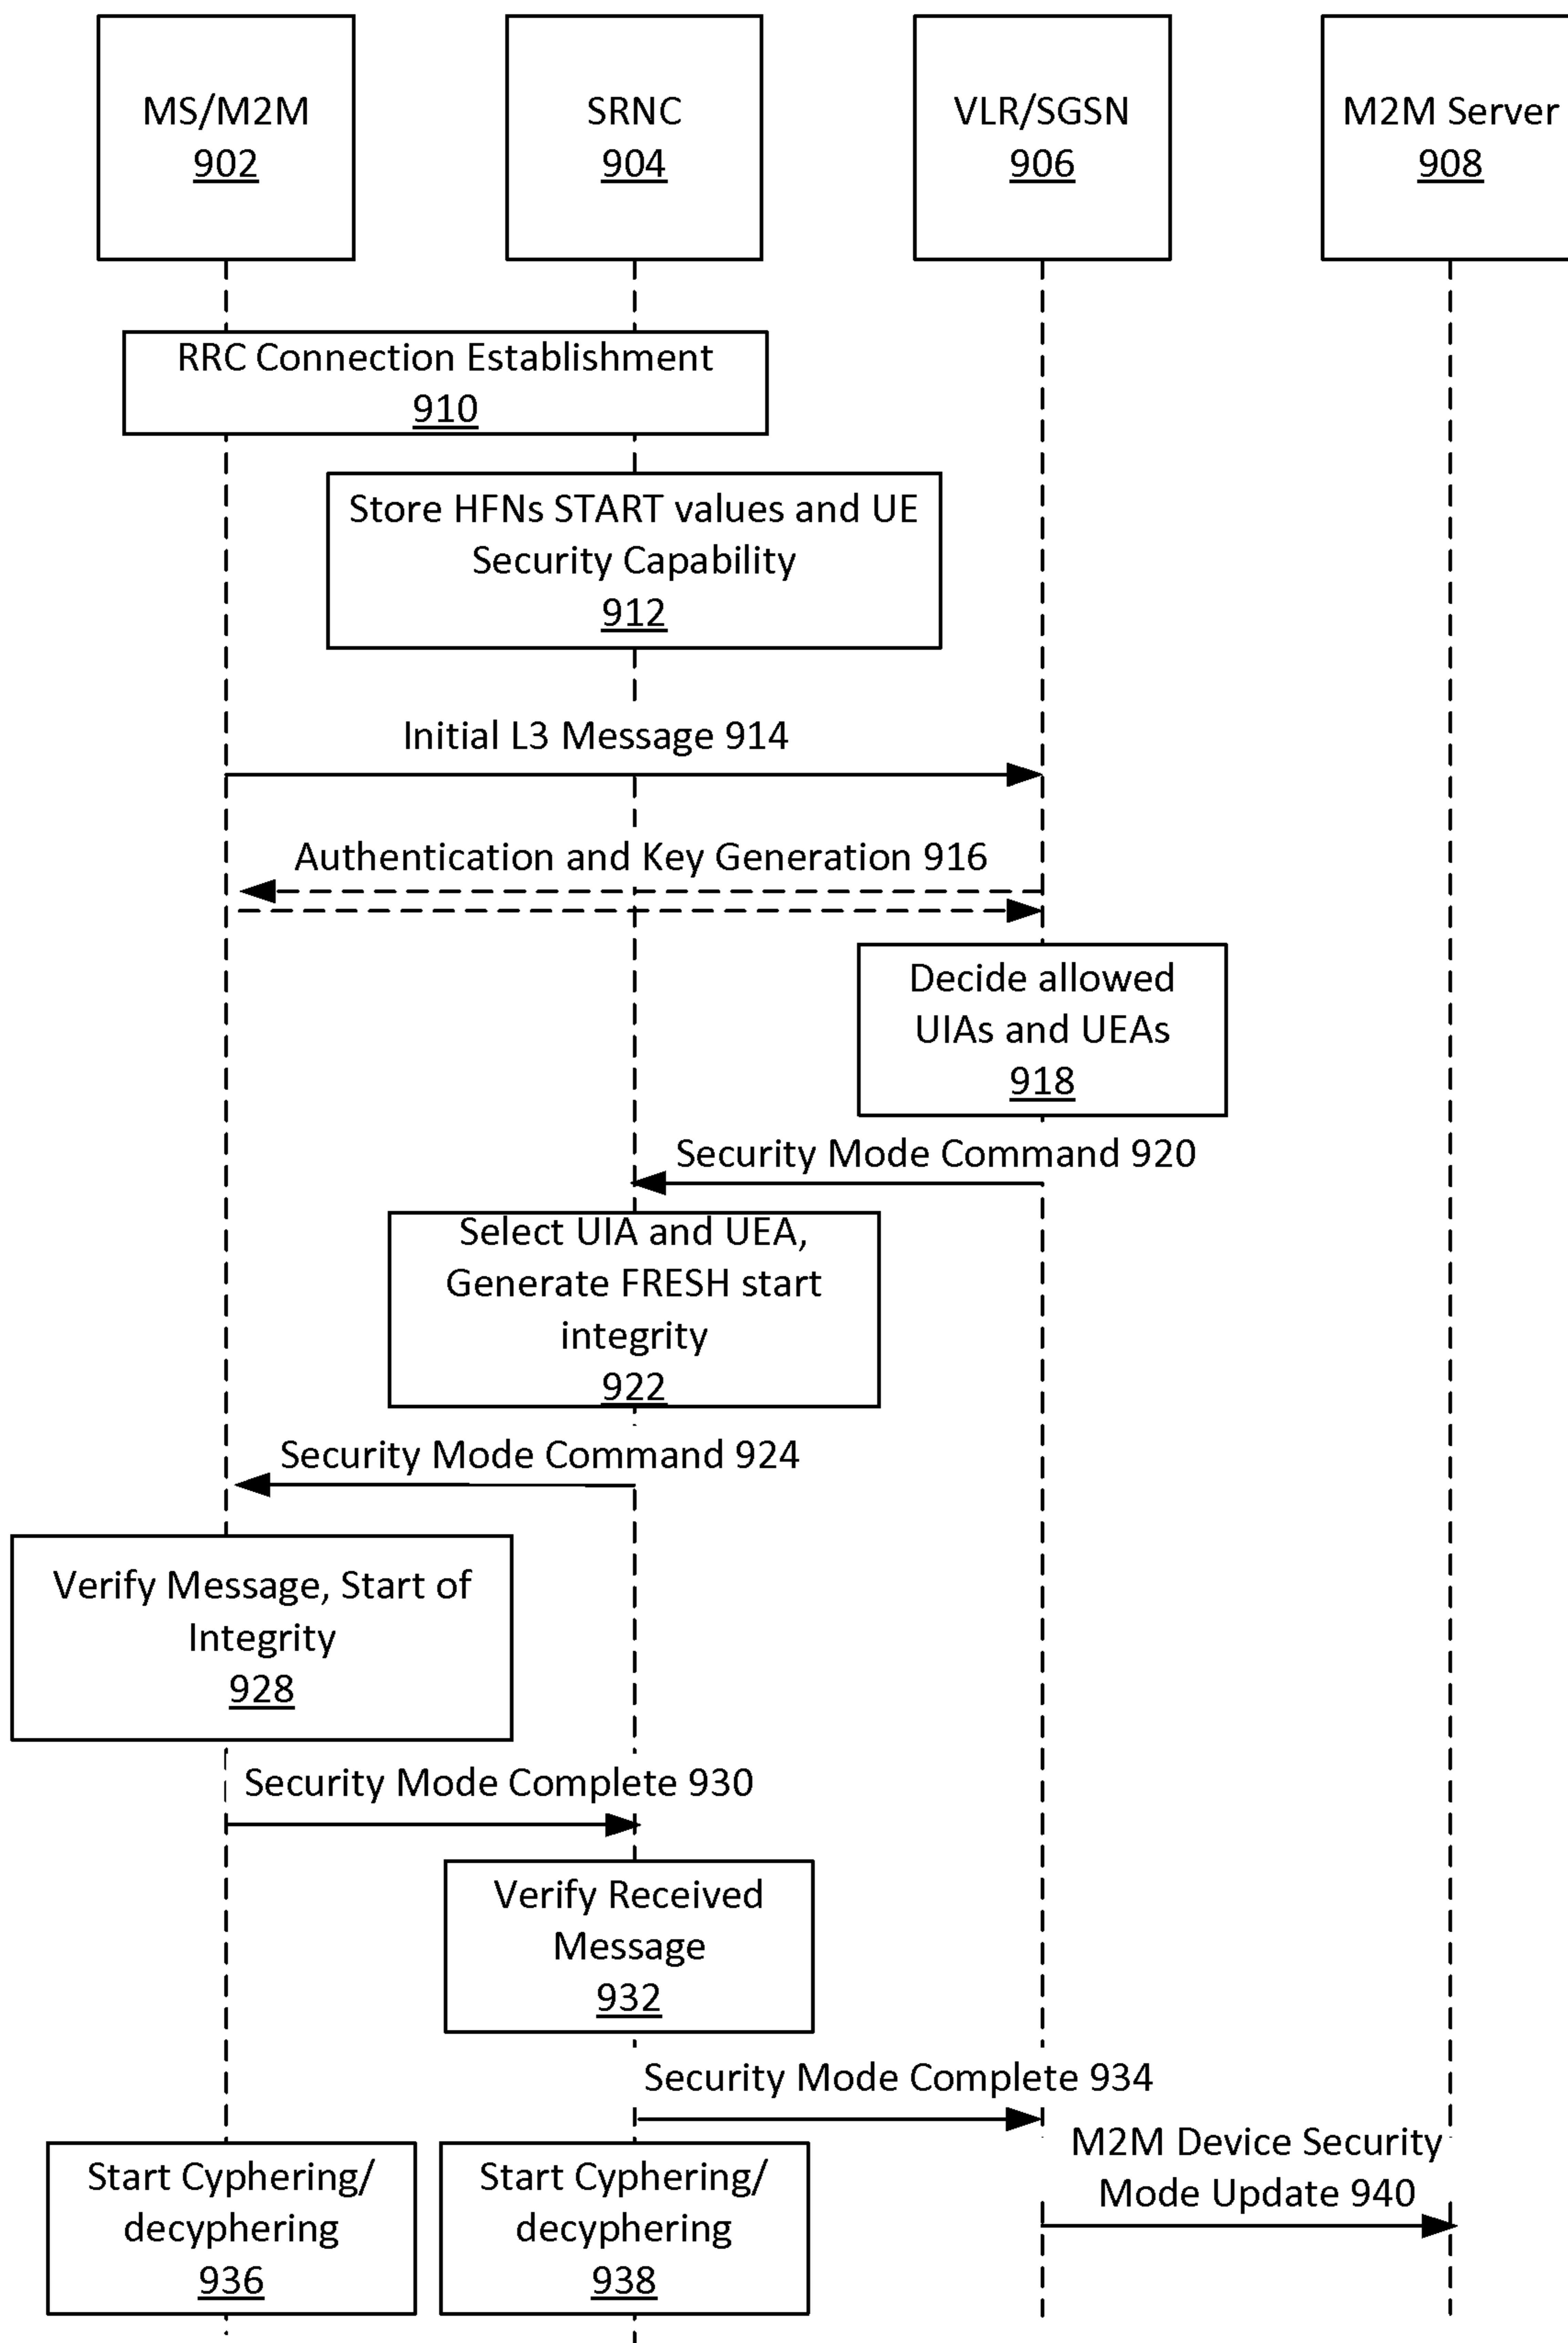 MS/M2M
902
SRNC
904
VLR/SGSN
906
M2M Server
908
RRC Connection Establishment
910
Store HFNs START values and UE
Security Capability
912
Initial L3 Message 914
Authentication and Key Generation 916
Decide allowed
UIAs and UEAs
918
Security Mode Command 920
Select UIA and UEA,
Generate FRESH start
integrity
922
Security Mode Command 924
Verify Message, Start of
Integrity
928
Security Mode Complete 930
Verify Received
Message
932
Security Mode Complete 934
M2M Device Security
Mode Update 940
Start Cyphering/
decyphering
936
Start Cyphering/
decyphering
938